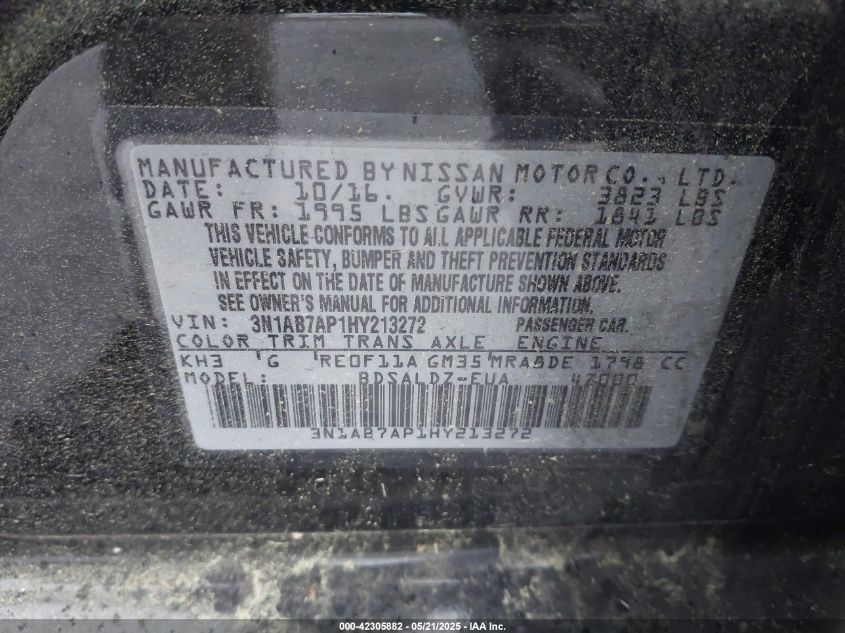 MANUFACTURED BY NISSAN MOTOR CO., LTD.
DATE: 10/16. GVWR: 3823 LBS
GAWR FR: 1995 LBS GAWR RR: 1841 LBS
THIS VEHICLE CONFORMS TO ALL APPLICABLE FEDERAL MOTOR
VEHICLE SAFETY, BUMPER AND THEFT PREVENTION STANDARDS
IN EFFECT ON THE DATE OF MANUFACTURE SHOWN ABOVE.
SEE OWNER'S MANUAL FOR ADDITIONAL INFORMATION.
VIN: 3N1AB7AP1HY213272 PASSENGER CAR.
COLOR TRIM TRANS AXLE ENGINE
KH3 'G 'RE0F11A GM35'MRA8DE 1798 CC
MODEL: BDSALDZ-EUA
3N1AB7AP1HY213272
000-42305882 - 05/21/2025 - IAA Inc.